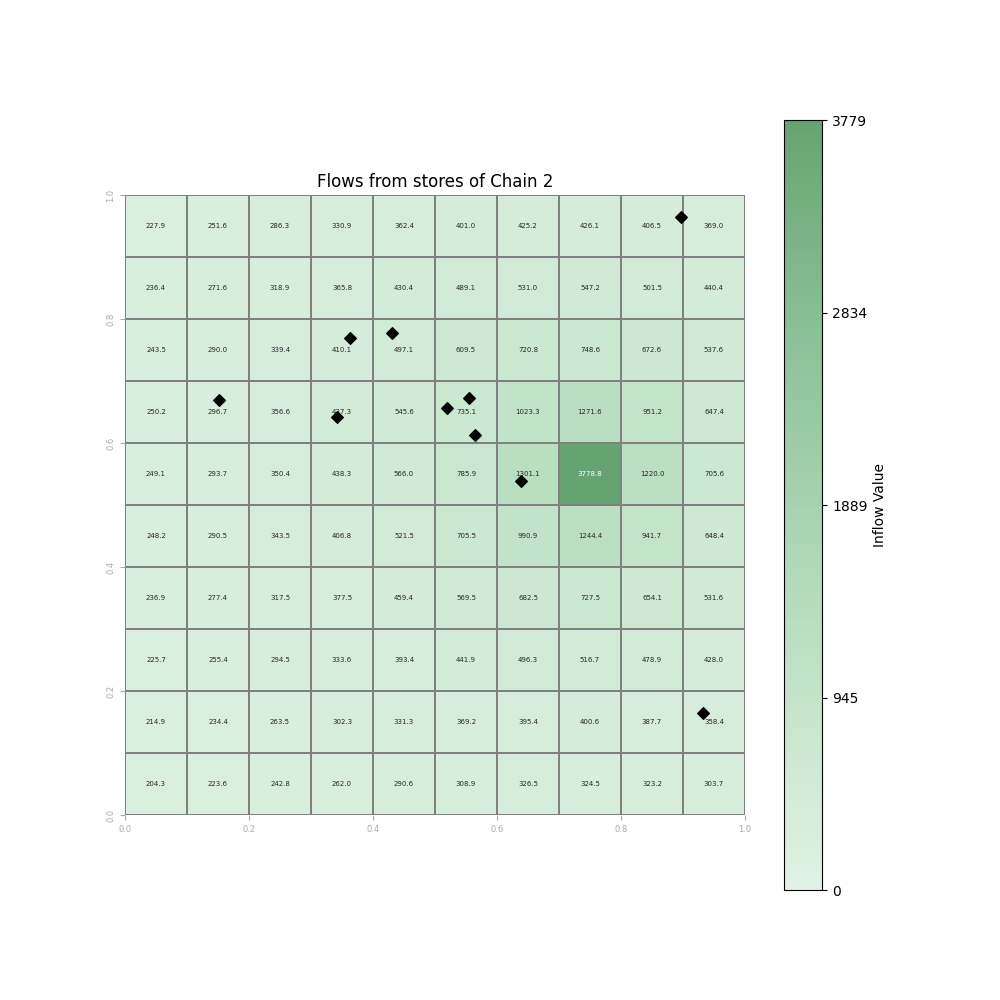 Flows from stores of Chain 2
227.9 251.6 286.3 330.9 362.4 401.0 425.2 426.1 406.5 369.0
236.4 271.6 318.9 365.8 430.4 489.1 531.0 547.2 501.5 440.4
243.5 290.0 339.4 410.1 497.1 609.5 720.8 748.6 672.6 537.6
250.2 296.7 356.6 545.6 735.1 1023.3 1271.6 951.2 647.4
249.1 293.7 350.4 438.3 566.0 785.9 1301.1 3778.8 1220.0 705.6
248.2 290.5 343.5 406.8 521.5 705.5 990.9 1244.4 941.7 648.4
236.9 277.4 317.5 377.5 459.4 569.5 682.5 727.5 654.1 531.6
225.7 255.4 294.5 333.6 393.4 441.9 496.3 516.7 478.9 428.0
214.9 234.4 263.5 302.3 331.3 369.2 395.4 400.6 387.7 358.4
204.3 223.6 242.8 262.0 290.6 308.9 326.5 324.5 323.2 303.7
1.0
0.8
0.6
0.4
0.2
0.0
0.0 0.2 0.4 0.6 0.8 1.0
3779
2834
1889
945
0
Inflow Value